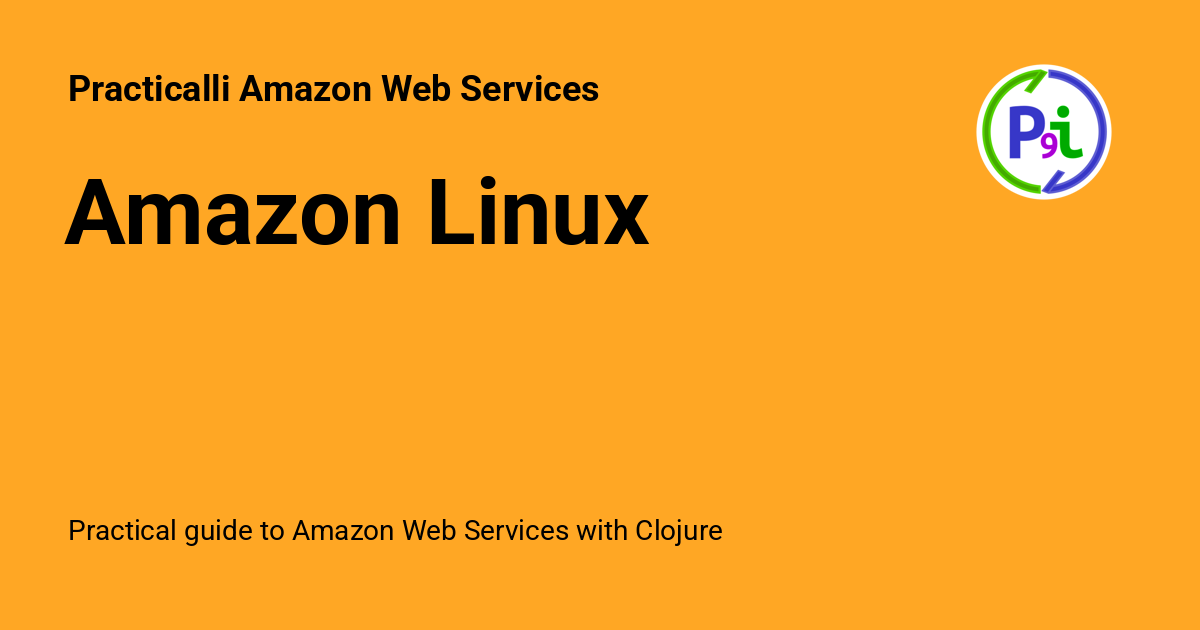 Practicalli Amazon Web Services
P9i
Amazon Linux
Practical guide to Amazon Web Services with Clojure